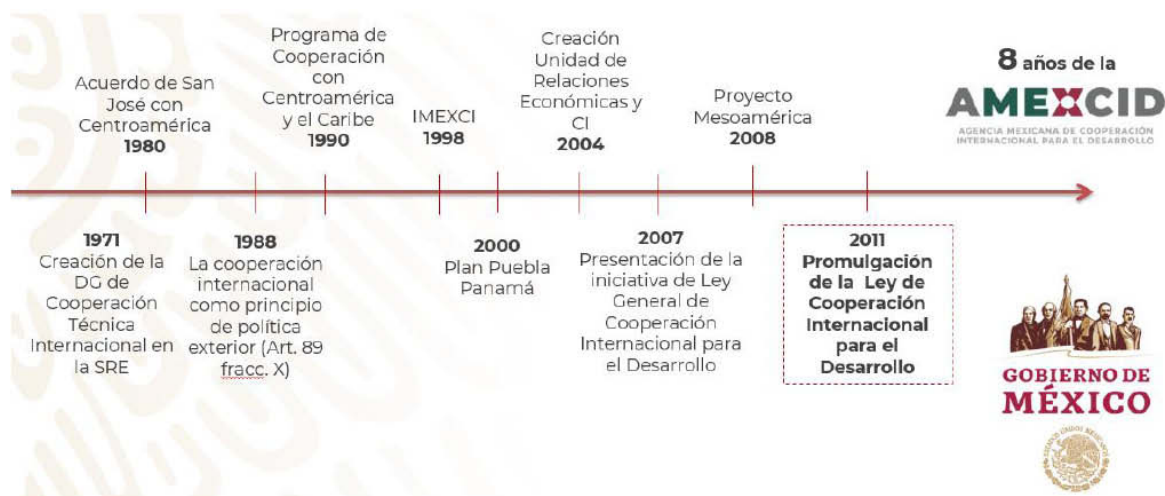 Acuerdo de San
José con
Centroamérica
1980
Programa de
Cooperación
con
Centroamérica
y el Caribe
1990
IMEXCI
1998
Creación
Unidad de
Relaciones
Económicas y
CI
2004
Proyecto
Mesoamérica
2008
8 años de la
AMEXCID
AGENCIA MEXICANA DE COOPERACIÓN
INTERNACIONAL PARA EL DESARROLLO
1971
Creación de la
DG de
Cooperación
Técnica
Internacional en
la SRE
1988
La cooperación
internacional
como principio
de política
exterior (Art. 89
fracc. X)
2000
Plan Puebla
Panamá
2007
Presentación de la
iniciativa de Ley
General de
Cooperación
Internacional para
el Desarrollo
2011
Promulgación
de la Ley de
Cooperación
Internacional
para el
Desarrollo
GOBIERNO DE
MÉXICO
ESTADOS UNIDOS MEXICANOS